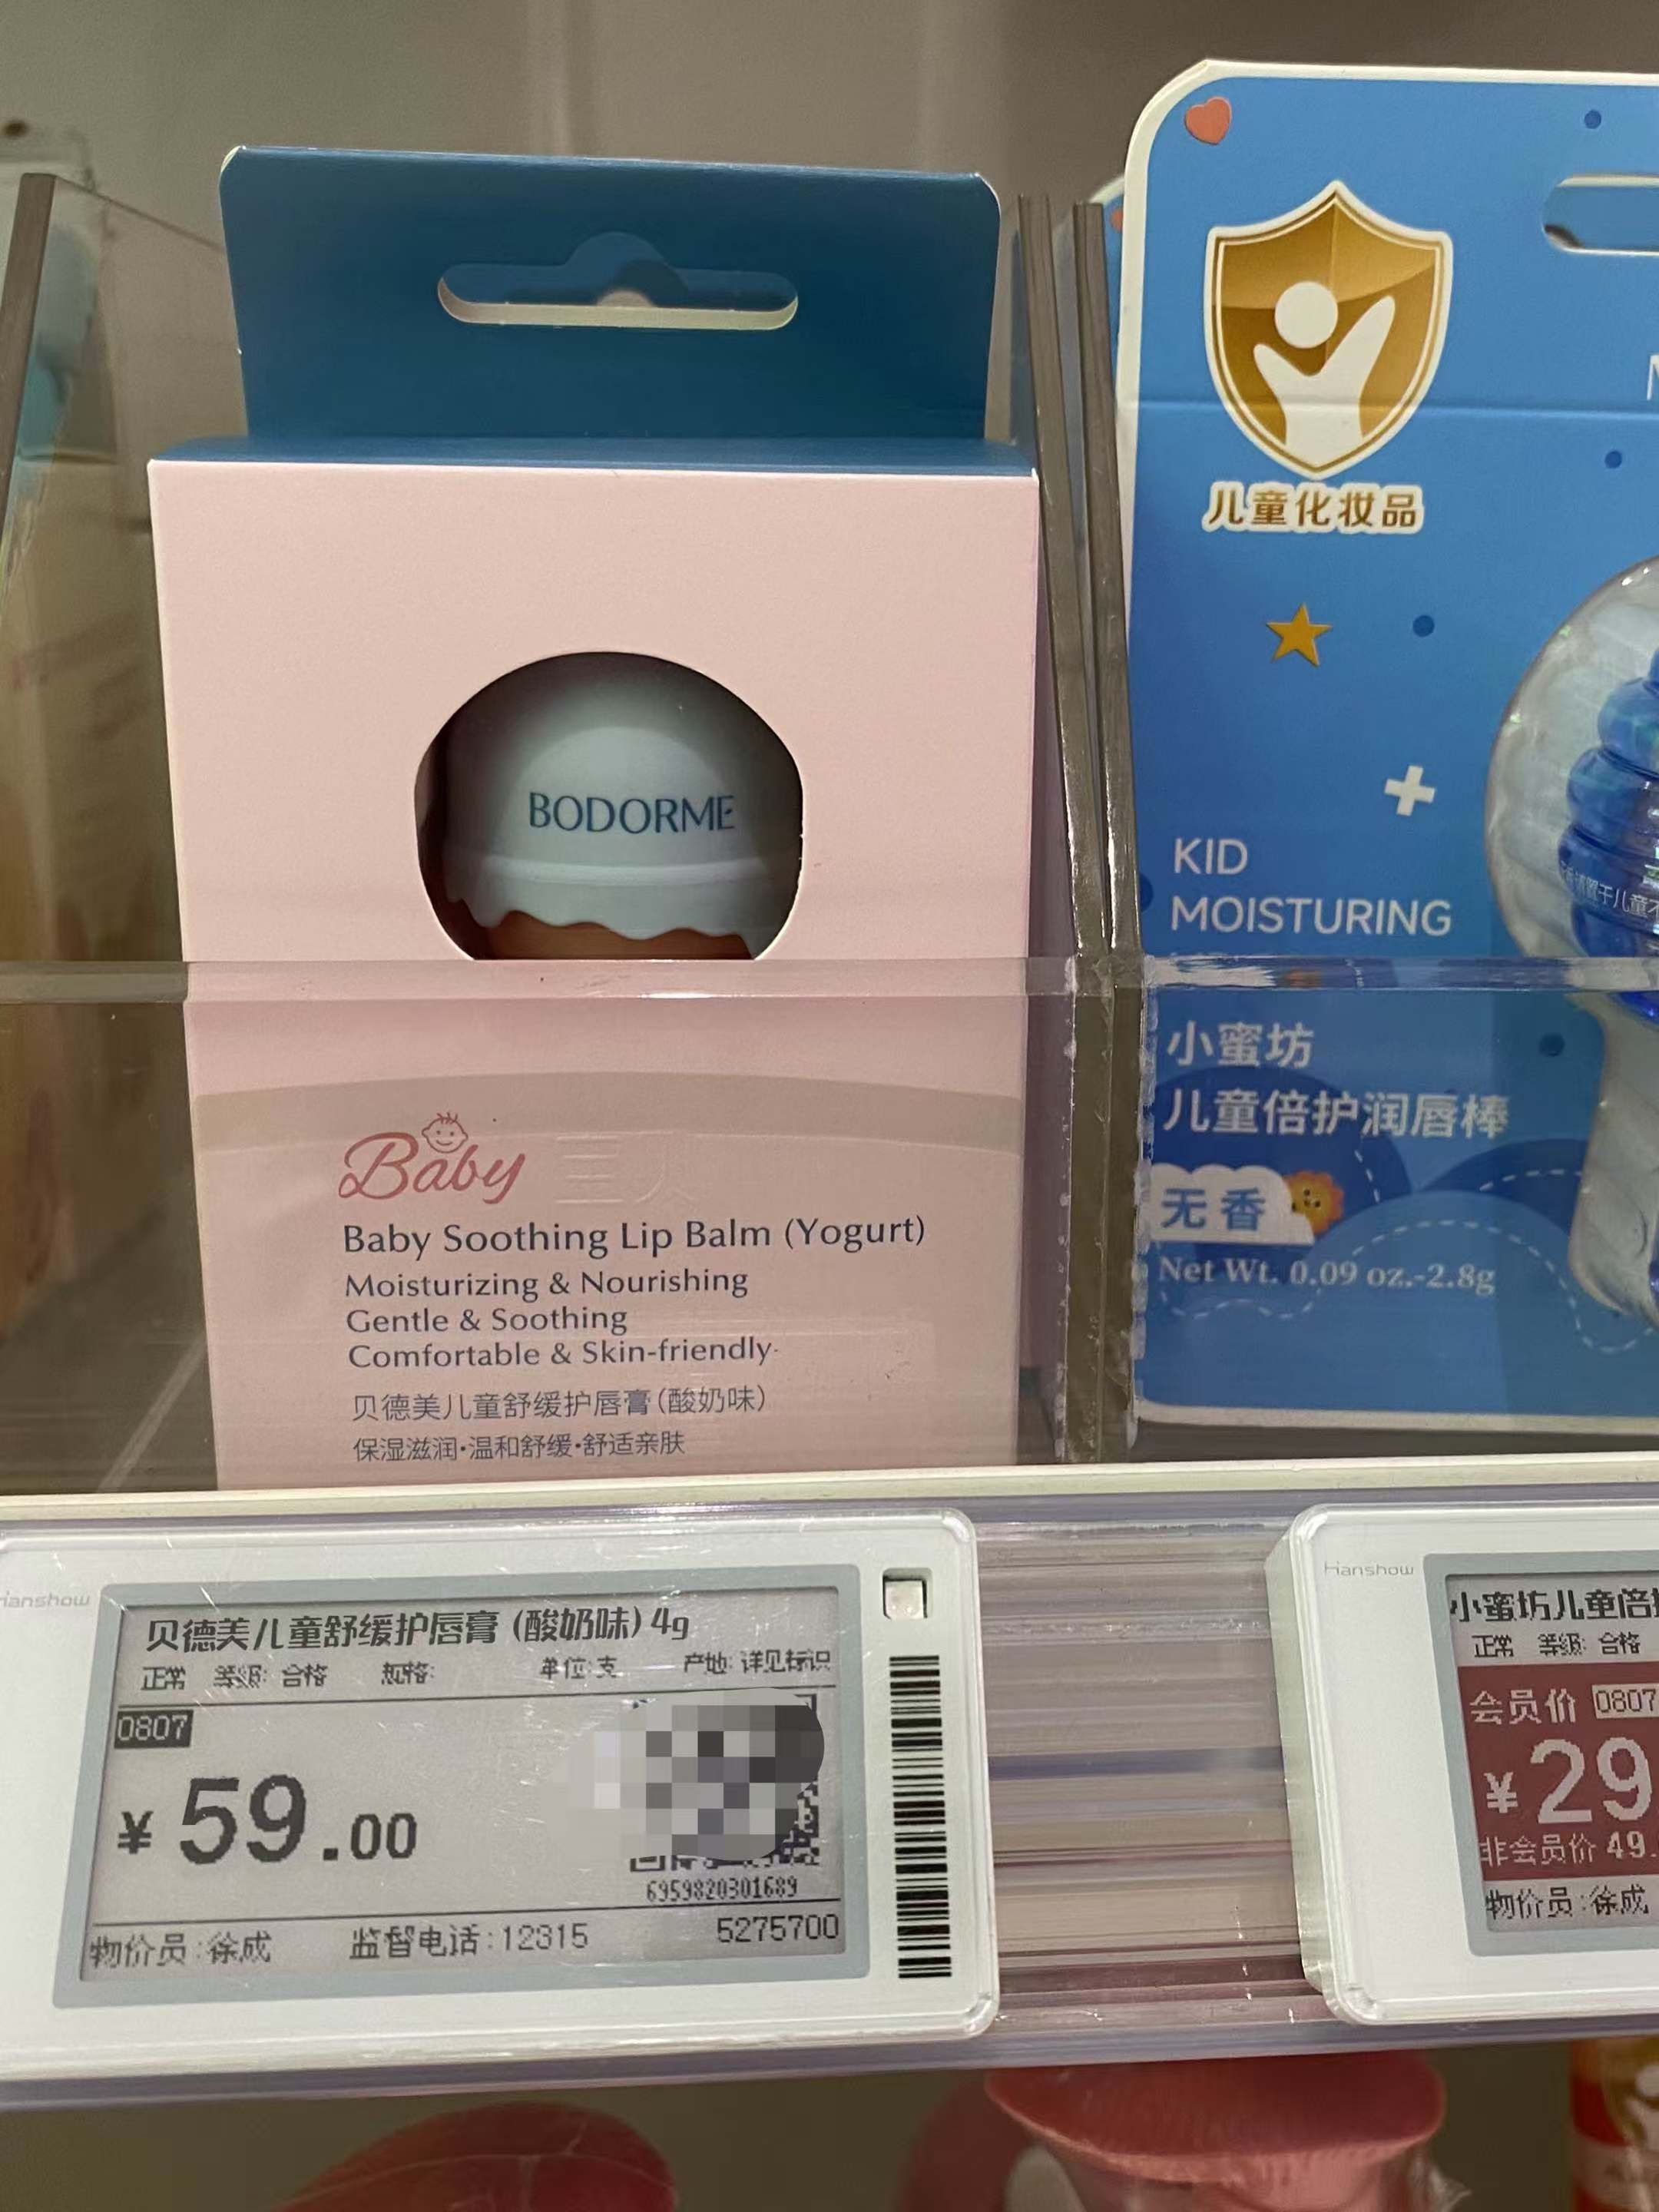 儿童化妆品
BODORME
KID
MOISTURING
小蜜坊
儿童倍护润唇棒
无香
Net Wt. 0.09 oz.-2.8g
Baby
Baby Soothing Lip Balm (Yogurt)
Moisturizing & Nourishing
Gentle & Soothing
Comfortable & Skin-friendly
贝德美儿童舒缓护唇膏(酸奶味)
保湿滋润·温和舒缓·舒适亲肤
Hanshow
贝德美儿童舒缓护唇膏 (酸奶味) 4g
正常 等级: 合格 规格: 单位:支 产地: 详见标识
0807
¥ 59.00
6959820301689
物价员:徐成 监督电话:12315 5275700
Hanshow
小蜜坊儿童倍
正常 等级: 合格
会员价 0807
¥ 29
非会员价 49.
物价员:徐成